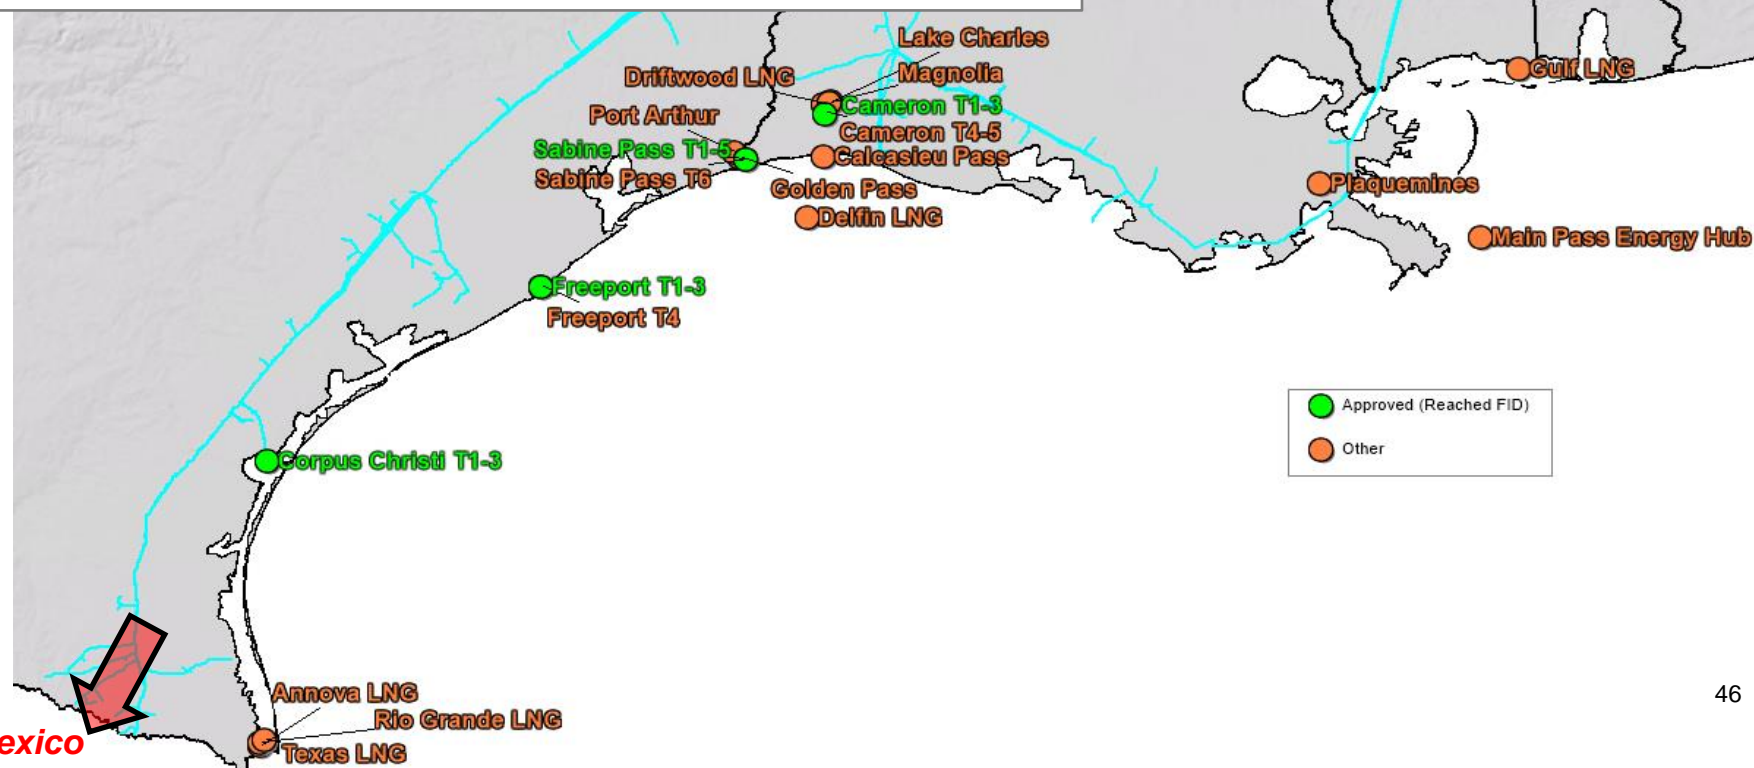 Lake Charles
Driftwood LNG
Magnolia
Gulf LNG
Port Arthur
Cameron T1-3
Cameron T4-5
Sabine Pass T1-5
Calcasieu Pass
Sabine Pass T6
Golden Pass
Plaquemines
Delfin LNG
Main Pass Energy Hub
Freeport T1-3
Freeport T4
Approved (Reached FID)
Other
Corpus Christi T1-3
Annova LNG
Rio Grande LNG
Texas LNG
exico
46